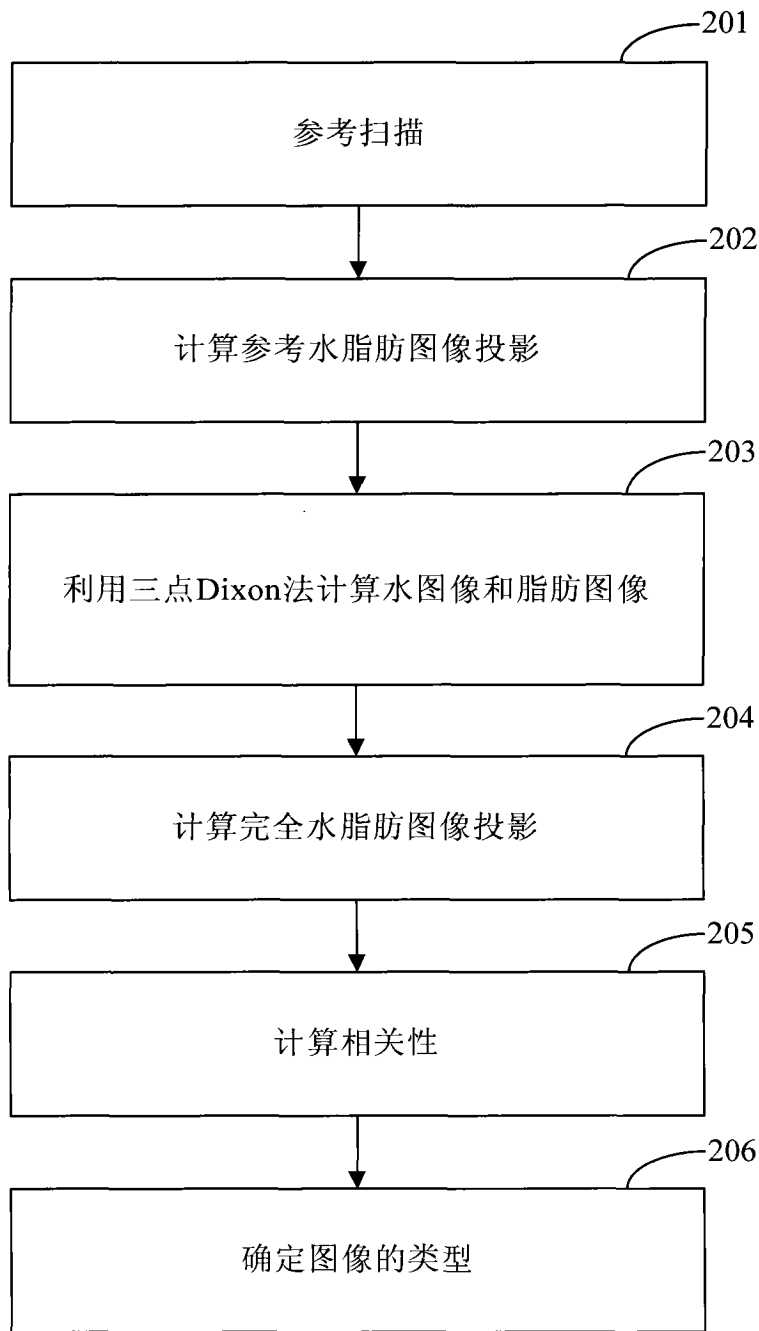 201
参考扫描
202
计算参考水脂肪图像投影
203
利用三点Dixon法计算水图像和脂肪图像
204
计算完全水脂肪图像投影
205
计算相关性
206
确定图像的类型